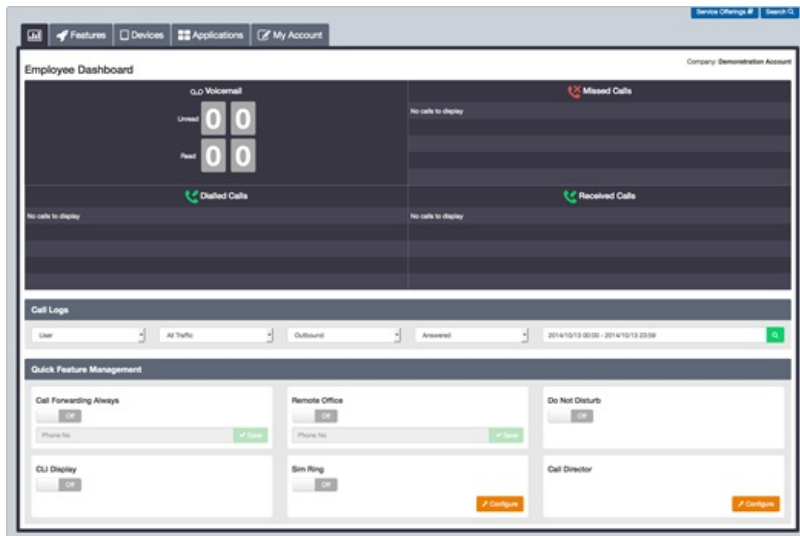 Service Offerings Search
Features Devices Applications My Account
Employee Dashboard
Company: Demonstration Account
Voicemail
Unread 0 0
Read 0 0
Missed Calls
No calls to display
Dialled Calls
No calls to display
Received Calls
No calls to display
Call Logs
User All Traffic Outbound Answered 2014/10/13 00:00 - 2014/10/13 23:59
Quick Feature Management
Call Forwarding Always
Off
Phone No Save
Remote Office
Off
Phone No Save
Do Not Disturb
Off
CLI Display
Off
Sim Ring
Off
Configure
Call Director
Configure